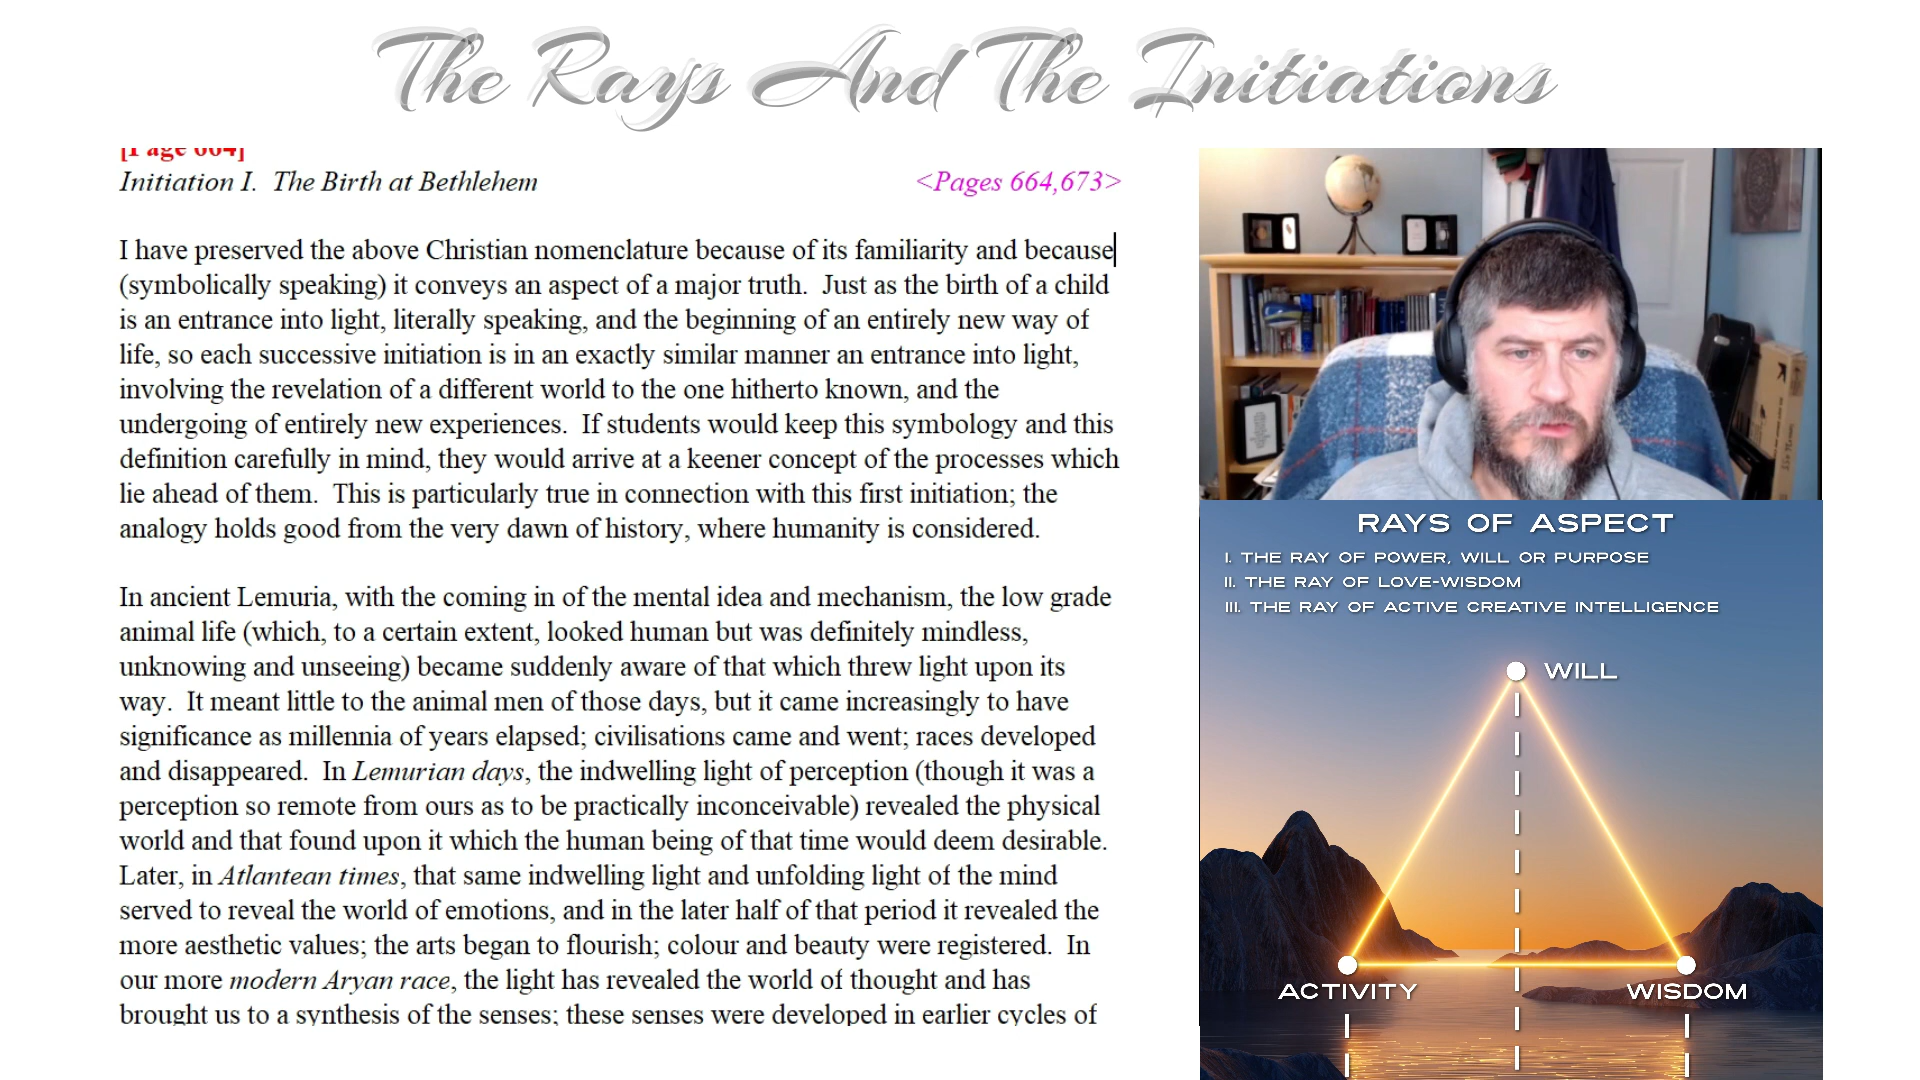 The Rays And The Initiations
[Page 664]
Initiation I.  The Birth at Bethlehem
<Pages 664,673>
I have preserved the above Christian nomenclature because of its familiarity and because
(symbolically speaking) it conveys an aspect of a major truth.  Just as the birth of a child
is an entrance into light, literally speaking, and the beginning of an entirely new way of
life, so each successive initiation is in an exactly similar manner an entrance into light,
involving the revelation of a different world to the one hitherto known, and the
undergoing of entirely new experiences.  If students would keep this symbology and this
definition carefully in mind, they would arrive at a keener concept of the processes which
lie ahead of them.  This is particularly true in connection with this first initiation; the
analogy holds good from the very dawn of history, where humanity is considered.
In ancient Lemuria, with the coming in of the mental idea and mechanism, the low grade
animal life (which, to a certain extent, looked human but was definitely mindless,
unknowing and unseeing) became suddenly aware of that which threw light upon its
way.  It meant little to the animal men of those days, but it came increasingly to have
significance as millennia of years elapsed; civilisations came and went; races developed
and disappeared.  In Lemurian days, the indwelling light of perception (though it was a
perception so remote from ours as to be practically inconceivable) revealed the physical
world and that found upon it which the human being of that time would deem desirable.
Later, in Atlantean times, that same indwelling light and unfolding light of the mind
served to reveal the world of emotions, and in the later half of that period it revealed the
more aesthetic values; the arts began to flourish; colour and beauty were registered.  In
our more modern Aryan race, the light has revealed the world of thought and has
brought us to a synthesis of the senses; these senses were developed in earlier cycles of
RAYS OF ASPECT
I. THE RAY OF POWER, WILL OR PURPOSE
II. THE RAY OF LOVE-WISDOM
III. THE RAY OF ACTIVE CREATIVE INTELLIGENCE
WILL
ACTIVITY
WISDOM